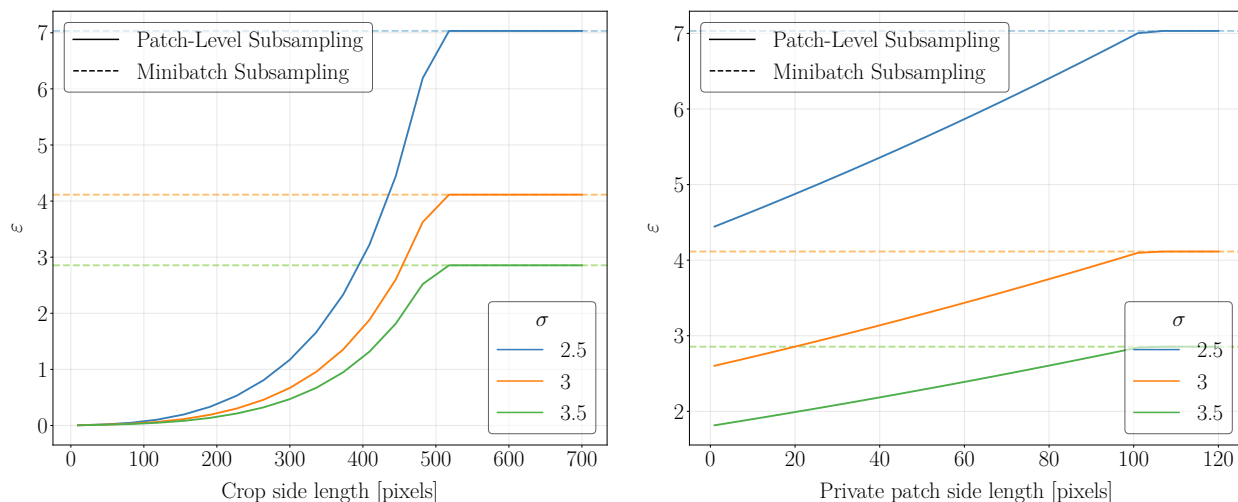 Patch-Level Subsampling
Minibatch Subsampling
7
6
5
4
3
2
1
0
ε
σ
2.5
3
3.5
0 100 200 300 400 500 600 700
Crop side length [pixels]
Patch-Level Subsampling
Minibatch Subsampling
7
6
5
4
3
2
ε
σ
2.5
3
3.5
0 20 40 60 80 100 120
Private patch side length [pixels]